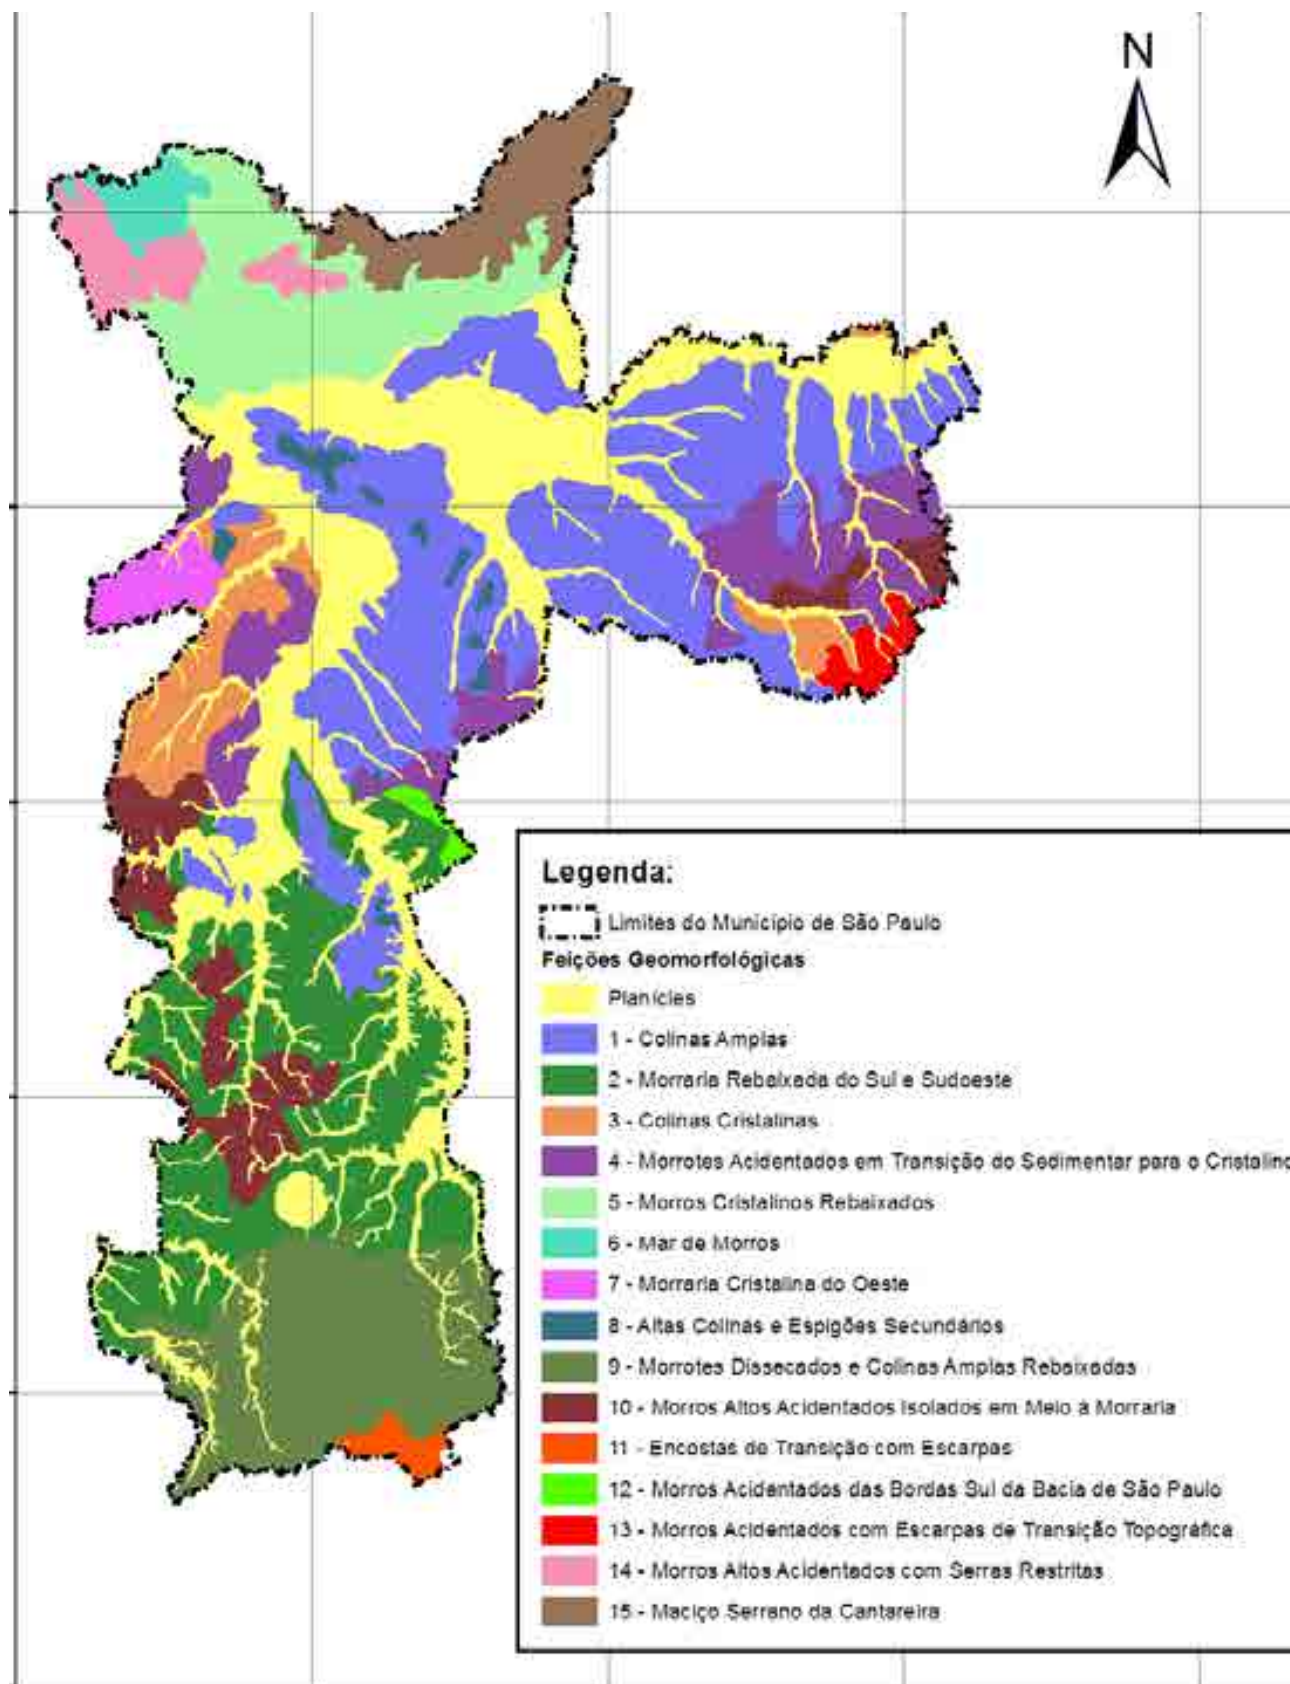 N
Legenda:
Limites do Município de São Paulo
Feições Geomorfológicas
Planícies
1 - Colinas Amplas
2 - Morraria Rebaixada do Sul e Sudoeste
3 - Colinas Cristalinas
4 - Morrotes Acidentados em Transição do Sedimentar para o Cristalino
5 - Morros Cristalinos Rebaixados
6 - Mar de Morros
7 - Morraria Cristalina do Oeste
8 - Altas Colinas e Espigões Secundários
9 - Morrotes Dissecados e Colinas Amplas Rebaixadas
10 - Morros Altos Acidentados Isolados em Meio à Morraria
11 - Encostas de Transição com Escarpas
12 - Morros Acidentados das Bordas Sul da Bacia de São Paulo
13 - Morros Acidentados com Escarpas de Transição Topográfica
14 - Morros Altos Acidentados com Serras Restritas
15 - Maciço Serrano da Cantareira